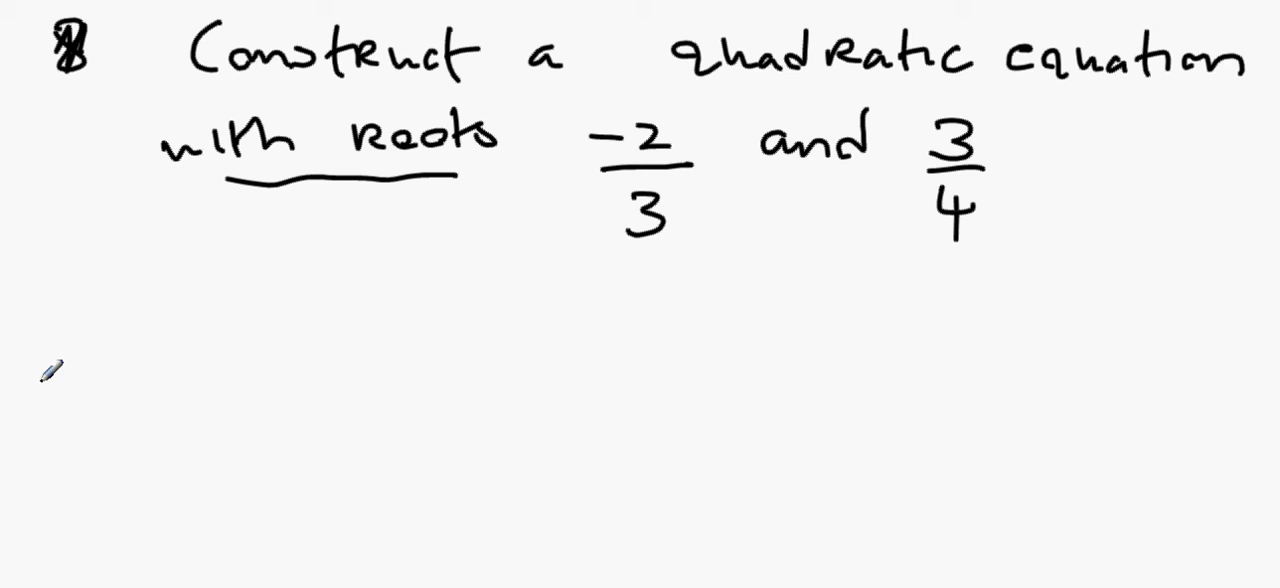 Construct a quadratic equation
with roots -2/3 and 3/4